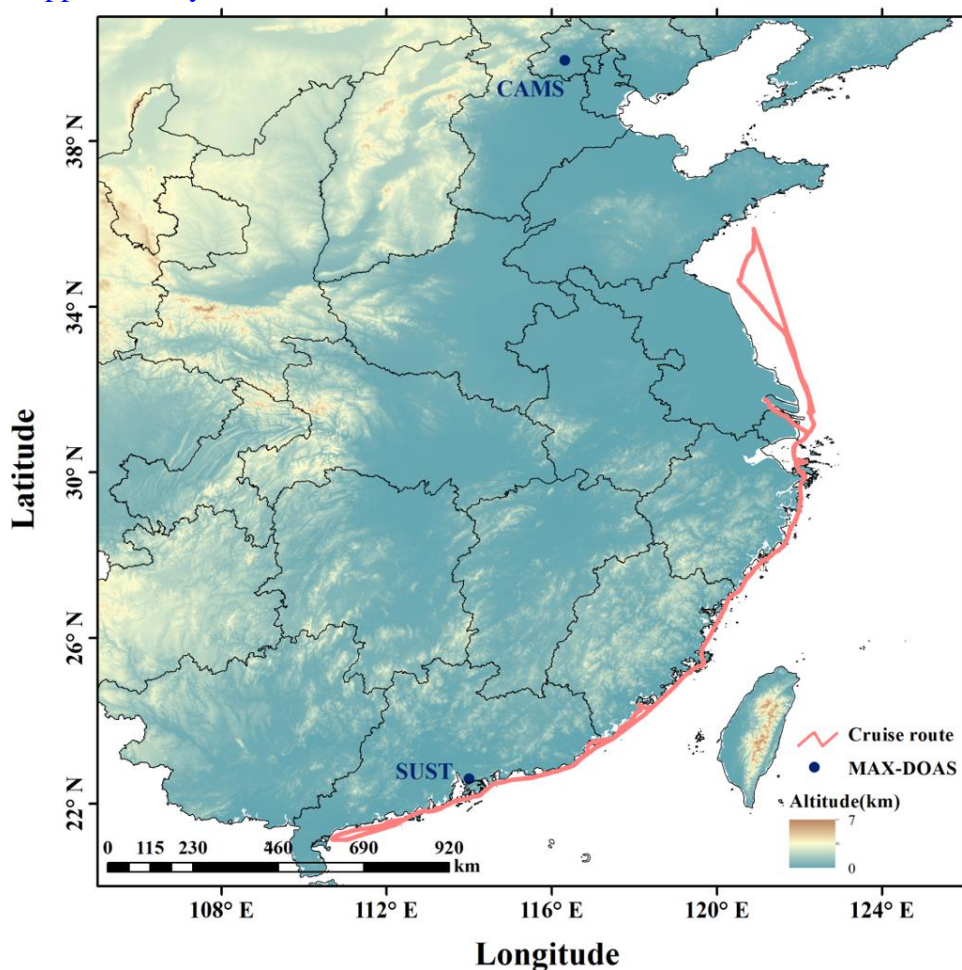 CAMS
38° N
34° N
30° N
26° N
22° N
Latitude
SUST
Cruise route
MAX-DOAS
Altitude(km)
7
0
0 115 230 460 690 920
km
108° E 112° E 116° E 120° E 124° E
Longitude